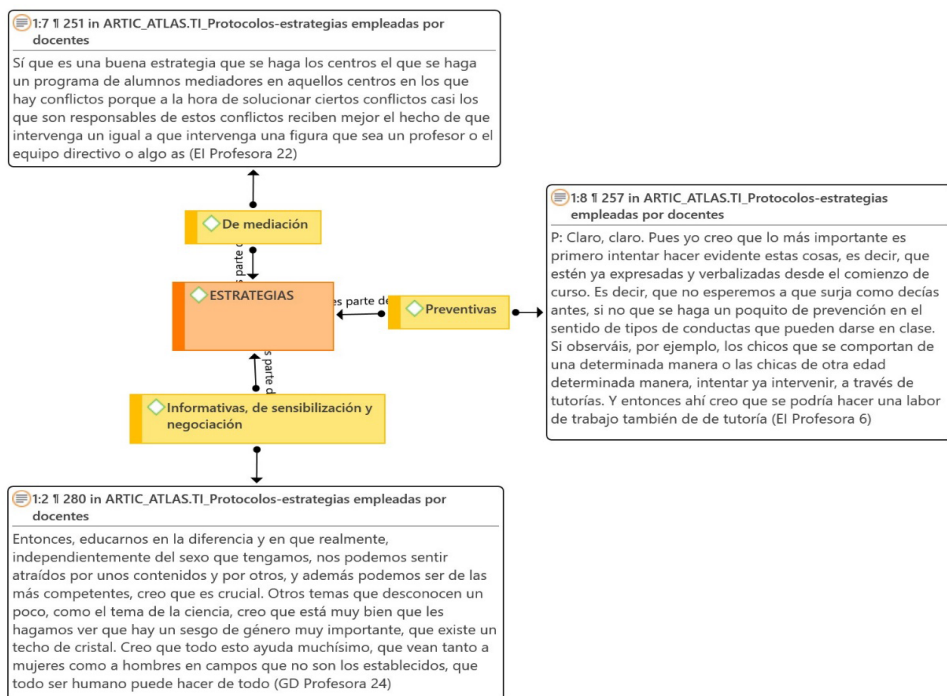 1:7 ¶ 251 in ARTIC_ATLAS.TI_Protocolos-estrategias empleadas por
docentes
Sí que es una buena estrategia que se haga los centros el que se haga
un programa de alumnos mediadores en aquellos centros en los que
hay conflictos porque a la hora de solucionar ciertos conflictos casi los
que son responsables de estos conflictos reciben mejor el hecho de que
intervenga un igual a que intervenga una figura que sea un profesor o el
equipo directivo o algo as (EI Profesora 22)
De mediación
s parte
ESTRATEGIAS
es parte de
Preventivas
1:8 ¶ 257 in ARTIC_ATLAS.TI_Protocolos-estrategias
empleadas por docentes
P: Claro, claro. Pues yo creo que lo más importante es
primero intentar hacer evidente estas cosas, es decir, que
estén ya expresadas y verbalizadas desde el comienzo de
curso. Es decir, que no esperemos a que surja como decías
antes, si no que se haga un poquito de prevención en el
sentido de tipos de conductas que pueden darse en clase.
Si observáis, por ejemplo, los chicos que se comportan de
una determinada manera o las chicas de otra edad
determinada manera, intentar ya intervenir, a través de
tutorías. Y entonces ahí creo que se podría hacer una labor
de trabajo también de de tutoría (EI Profesora 6)
s parte d
Informativas, de sensibilización y
negociación
1:2 ¶ 280 in ARTIC_ATLAS.TI_Protocolos-estrategias empleadas por
docentes
Entonces, educarnos en la diferencia y en que realmente,
independientemente del sexo que tengamos, nos podemos sentir
atraídos por unos contenidos y por otros, y además podemos ser de las
más competentes, creo que es crucial. Otros temas que desconocen un
poco, como el tema de la ciencia, creo que está muy bien que les
hagamos ver que hay un sesgo de género muy importante, que existe un
techo de cristal. Creo que todo esto ayuda muchísimo, que vean tanto a
mujeres como a hombres en campos que no son los establecidos, que
todo ser humano puede hacer de todo (GD Profesora 24)